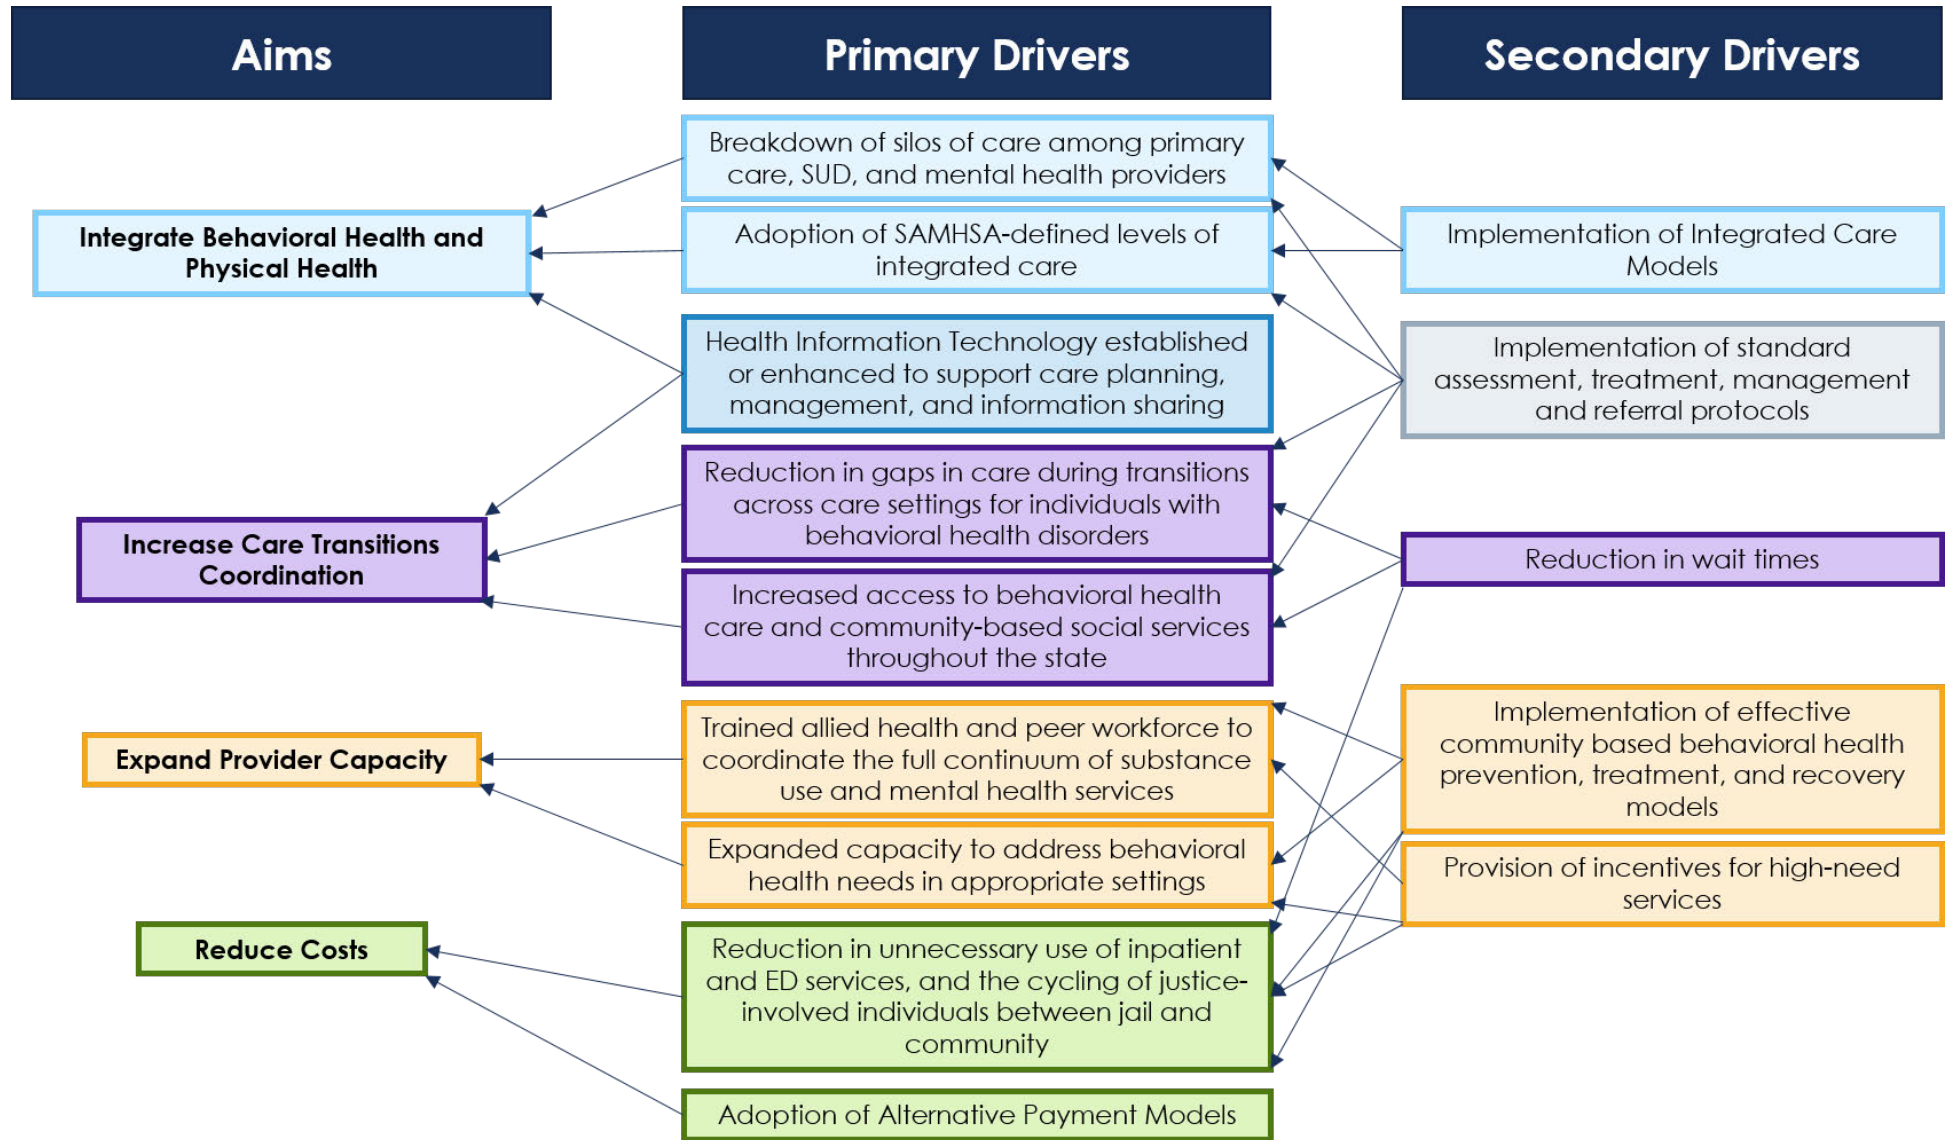 Aims
Primary Drivers
Secondary Drivers
Integrate Behavioral Health and
Physical Health
Increase Care Transitions
Coordination
Expand Provider Capacity
Reduce Costs
Breakdown of silos of care among primary
care, SUD, and mental health providers
Adoption of SAMHSA-defined levels of
integrated care
Health Information Technology established
or enhanced to support care planning,
management, and information sharing
Reduction in gaps in care during transitions
across care settings for individuals with
behavioral health disorders
Increased access to behavioral health
care and community-based social services
throughout the state
Trained allied health and peer workforce to
coordinate the full continuum of substance
use and mental health services
Expanded capacity to address behavioral
health needs in appropriate settings
Reduction in unnecessary use of inpatient
and ED services, and the cycling of justice-
involved individuals between jail and
community
Adoption of Alternative Payment Models
Implementation of Integrated Care
Models
Implementation of standard
assessment, treatment, management
and referral protocols
Reduction in wait times
Implementation of effective
community based behavioral health
prevention, treatment, and recovery
models
Provision of incentives for high-need
services